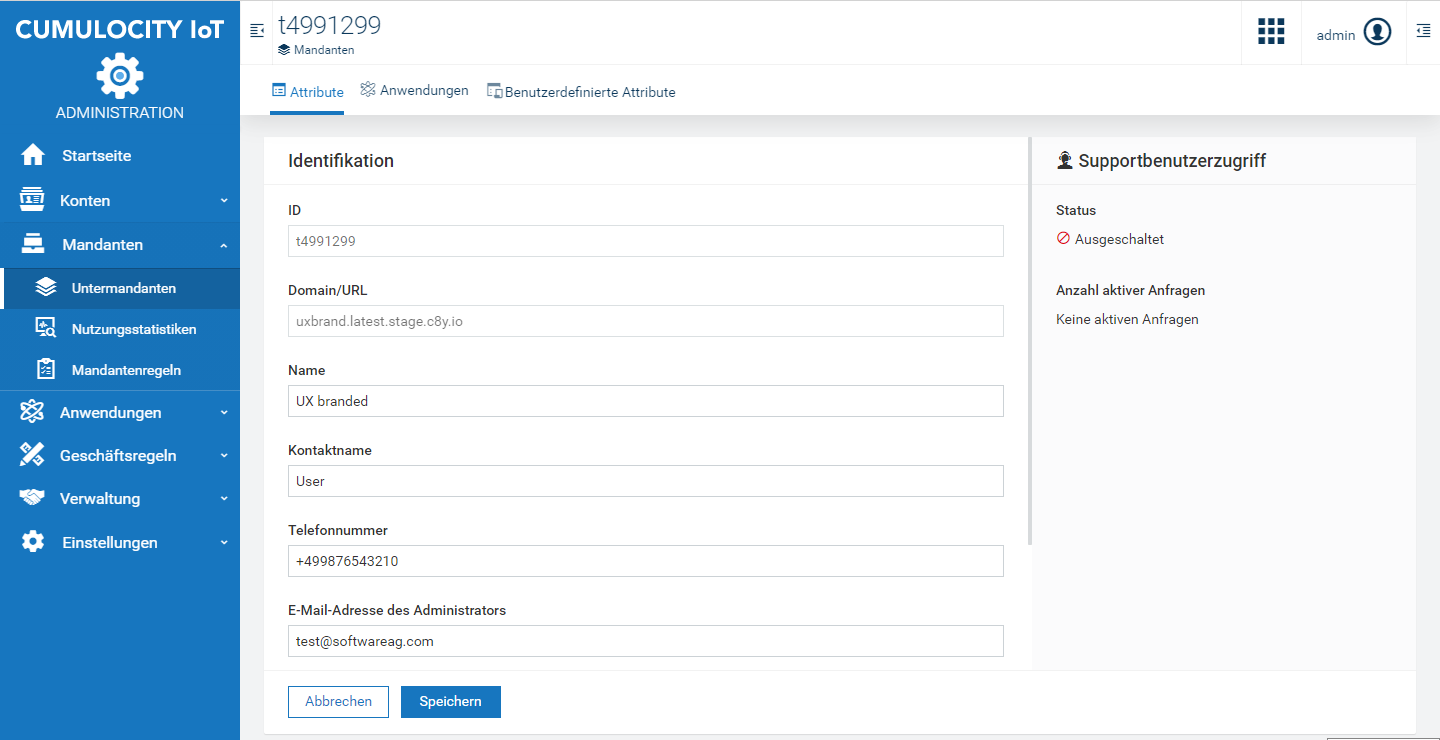 CUMULOCITY IoT
ADMINISTRATION
Startseite
Konten
Mandanten
Untermandanten
Nutzungsstatistiken
Mandantenregeln
Anwendungen
Geschäftsregeln
Verwaltung
Einstellungen
t4991299
Mandanten
admin
Attribute
Anwendungen
Benutzerdefinierte Attribute
Identifikation
ID
t4991299
Domain/URL
uxbrand.latest.stage.c8y.io
Name
UX branded
Kontaktname
User
Telefonnummer
+499876543210
E-Mail-Adresse des Administrators
test@softwareag.com
Abbrechen
Speichern
Supportbenutzerzugriff
Status
Ausgeschaltet
Anzahl aktiver Anfragen
Keine aktiven Anfragen